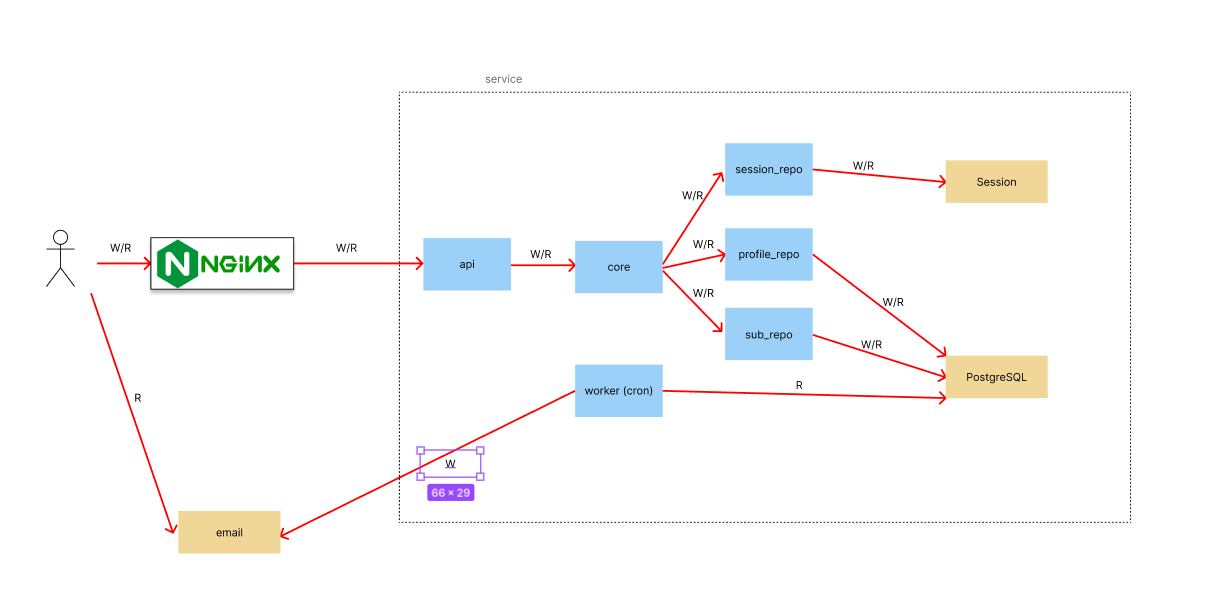 service
session_repo
W/R
Session
W/R
W/R
W/R
NGINX
W/R
api
W/R
core
W/R
profile_repo
W/R
W/R
sub_repo
W/R
PostgreSQL
worker (cron)
R
R
W
66 × 29
email